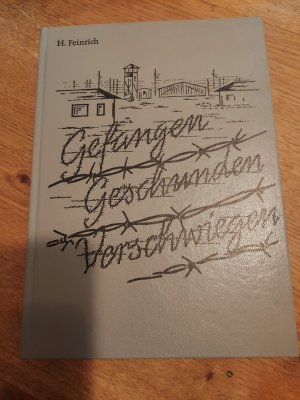 H. Feinrich
Gefangen
Geschunden
Verschwiegen